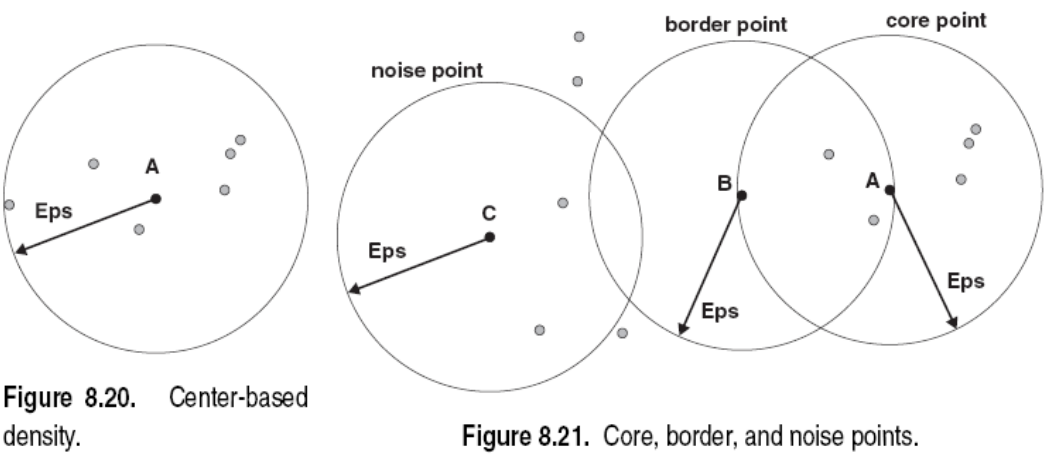 A
Eps
Figure 8.20. Center-based
density.
noise point
border point
core point
C
Eps
B
Eps
A
Eps
Figure 8.21. Core, border, and noise points.